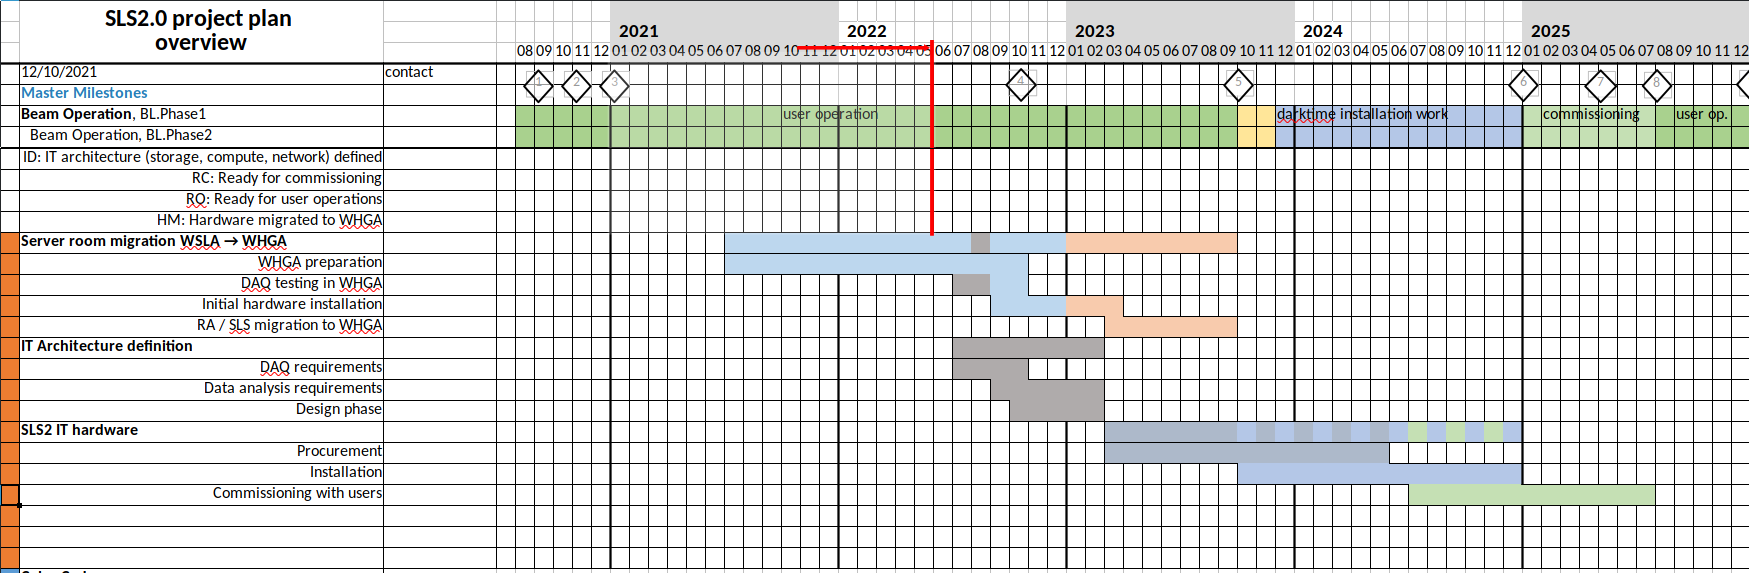 SLS2.0 project plan
overview
2021 2022 2023 2024 2025
08 09 10 11 12 01 02 03 04 05 06 07 08 09 10 11 12 01 02 03 04 05 06 07 08 09 10 11 12 01 02 03 04 05 06 07 08 09 10 11 12 01 02 03 04 05 06 07 08 09 10 11 12 01 02 03 04 05 06 07 08 09 10 11 12
12/10/2021 contact
1 2 3 4 5 6 7 8
Master Milestones
Beam Operation, BL.Phase1 user operation darktime installation work commissioning user op.
Beam Operation, BL.Phase2
ID: IT architecture (storage, compute, network) defined
RC: Ready for commissioning
RO: Ready for user operations
HM: Hardware migrated to WHGA
Server room migration WSLA → WHGA
WHGA preparation
DAQ testing in WHGA
Initial hardware installation
RA / SLS migration to WHGA
IT Architecture definition
DAQ requirements
Data analysis requirements
Design phase
SLS2 IT hardware
Procurement
Installation
Commissioning with users